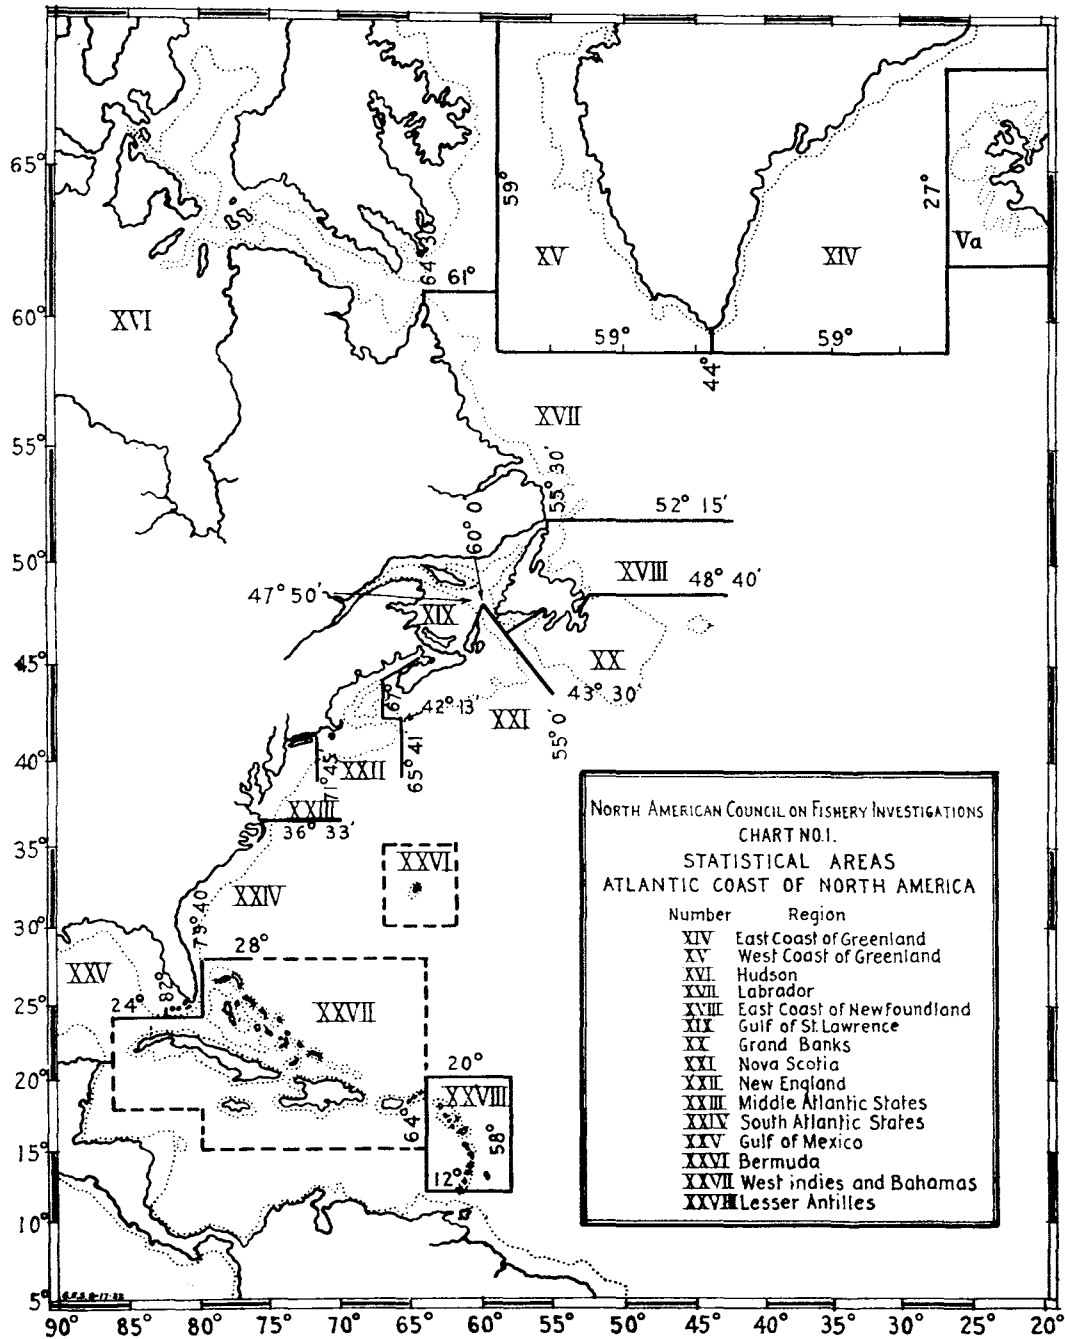 65°
60°
55°
50°
45°
40°
35°
30°
25°
20°
15°
10°
5°
90°
85°
80°
75°
70°
65°
60°
55°
50°
45°
40°
35°
30°
25°
20°
59°
27°
Va
XV
XIV
64° 30'
61°
XVI
59°
59°
44°
XVII
55° 30'
52° 15'
60° 0
XVIII
48° 40'
47° 50'
XIX
XX
43° 30'
67°
42° 13'
XXI
55° 0'
65° 41'
71° 45'
XXII
XXIII
36° 33'
XXVI
XXIV
79° 40'
28°
XXV
24°
82°
XXVII
20°
XXVIII
64°
58°
12°
NORTH AMERICAN COUNCIL ON FISHERY INVESTIGATIONS
CHART NO.1.
STATISTICAL AREAS
ATLANTIC COAST OF NORTH AMERICA
Number Region
XIV East Coast of Greenland
XV West Coast of Greenland
XVI Hudson
XVII Labrador
XVIII East Coast of Newfoundland
XIX Gulf of St. Lawrence
XX Grand Banks
XXI Nova Scotia
XXII New England
XXIII Middle Atlantic States
XXIV South Atlantic States
XXV Gulf of Mexico
XXVI Bermuda
XXVII West Indies and Bahamas
XXVIII Lesser Antilles